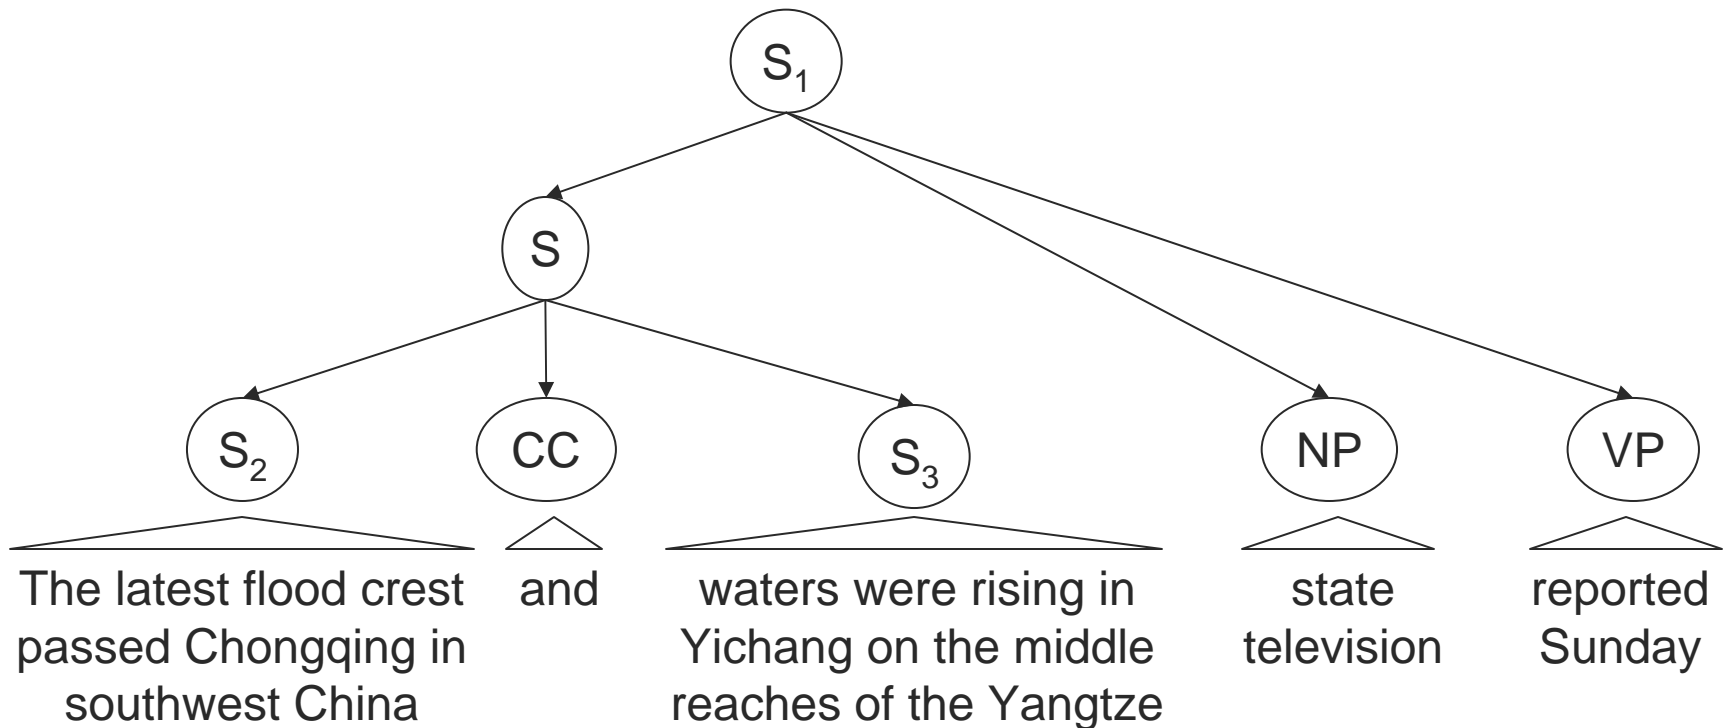 S1
S
S2
CC
S3
NP
VP
The latest flood crest
passed Chongqing in
southwest China
and
waters were rising in
Yichang on the middle
reaches of the Yangtze
state
television
reported
Sunday